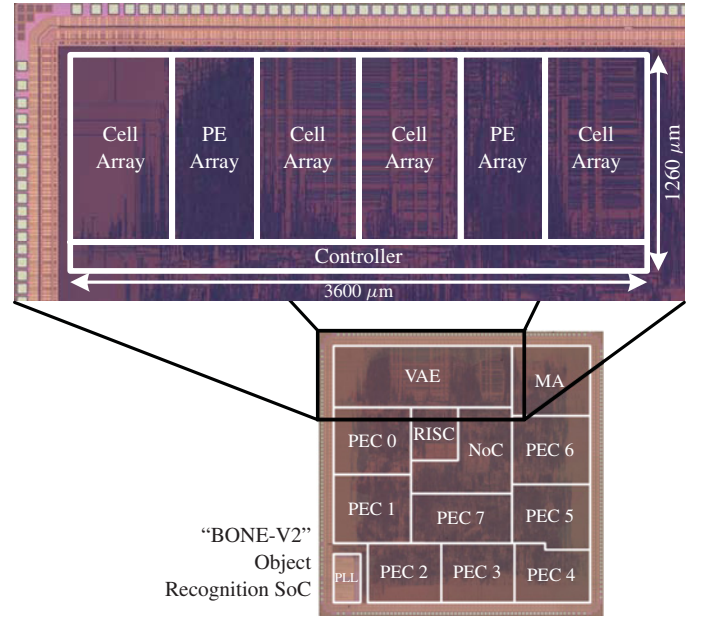 Cell
Array
PE
Array
Cell
Array
Cell
Array
PE
Array
Cell
Array
1260 μm
Controller
3600 μm
VAE
MA
PEC 0
RISC
NoC
PEC 6
PEC 1
PEC 7
PEC 5
“BONE-V2”
Object
Recognition SoC
PLL
PEC 2
PEC 3
PEC 4